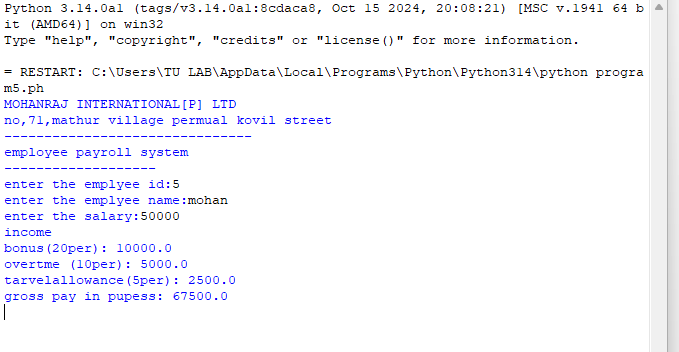 Python 3.14.0a1 (tags/v3.14.0a1:8cdaca8, Oct 15 2024, 20:08:21) [MSC v.1941 64 b
it (AMD64)] on win32
Type "help", "copyright", "credits" or "license()" for more information.
= RESTART: C:\Users\TU LAB\AppData\Local\Programs\Python\Python314\python progra
m5.ph
MOHANRAJ INTERNATIONAL[P] LTD
no,71,mathur village permual kovil street
-------------------------------
employee payroll system
-------------------
enter the emplyee id:5
enter the emplyee name:mohan
enter the salary:50000
income
bonus(20per): 10000.0
overtme (10per): 5000.0
tarvelallowance(5per): 2500.0
gross pay in pupess: 67500.0